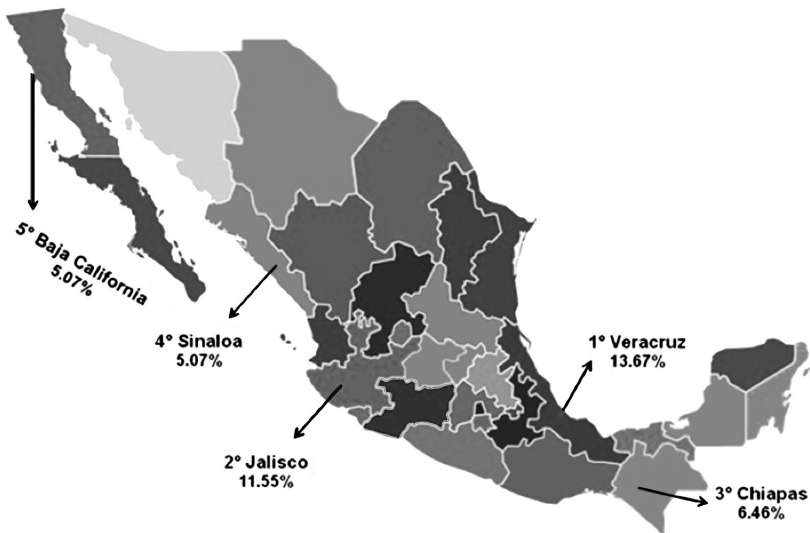 5° Baja California
5.07%
4° Sinaloa
5.07%
1° Veracruz
13.67%
2° Jalisco
11.55%
3° Chiapas
6.46%